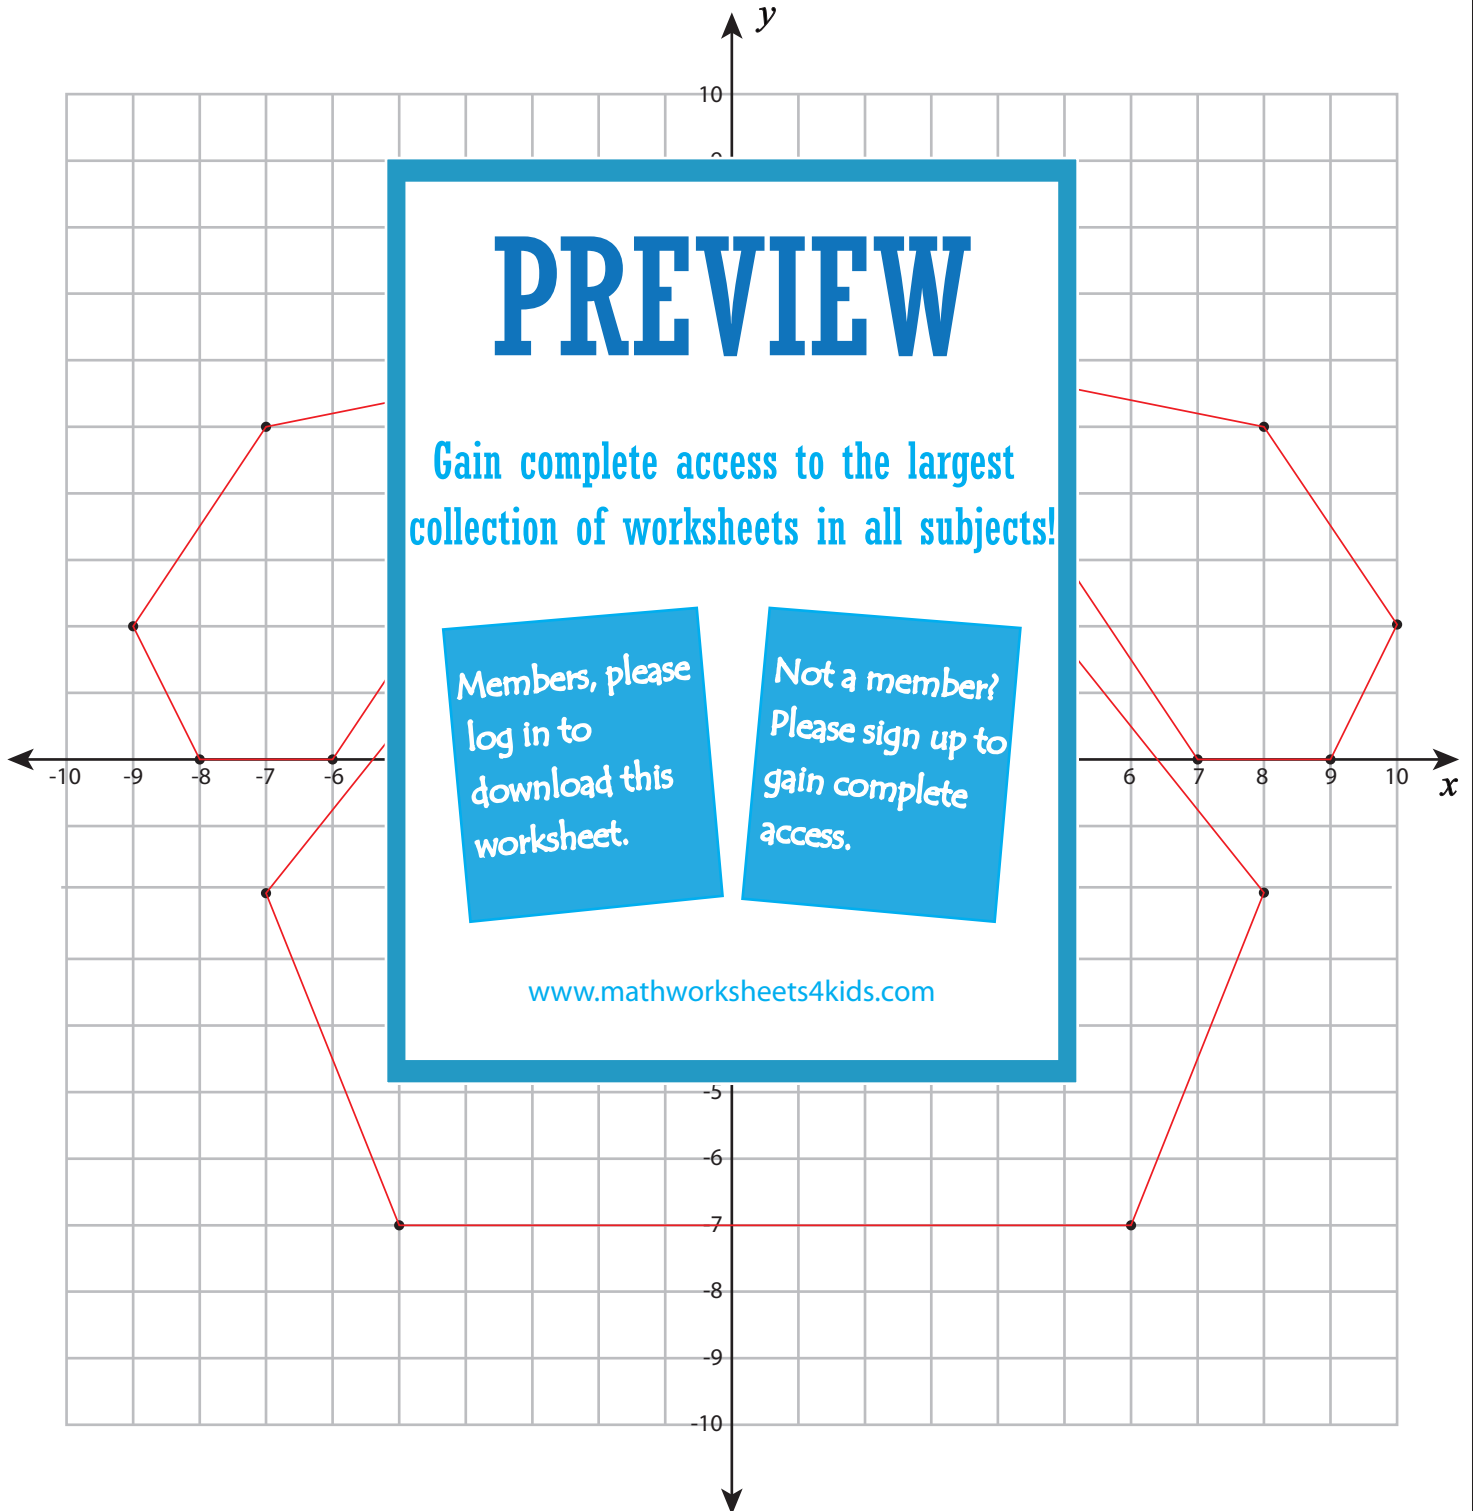 y
10
PREVIEW
Gain complete access to the largest
collection of worksheets in all subjects!
Members, please
log in to
download this
worksheet.
Not a member?
Please sign up to
gain complete
access.
-10 -9 -8 -7 -6 6 7 8 9 10
x
www.mathworksheets4kids.com
-5
-6
-7
-8
-9
-10